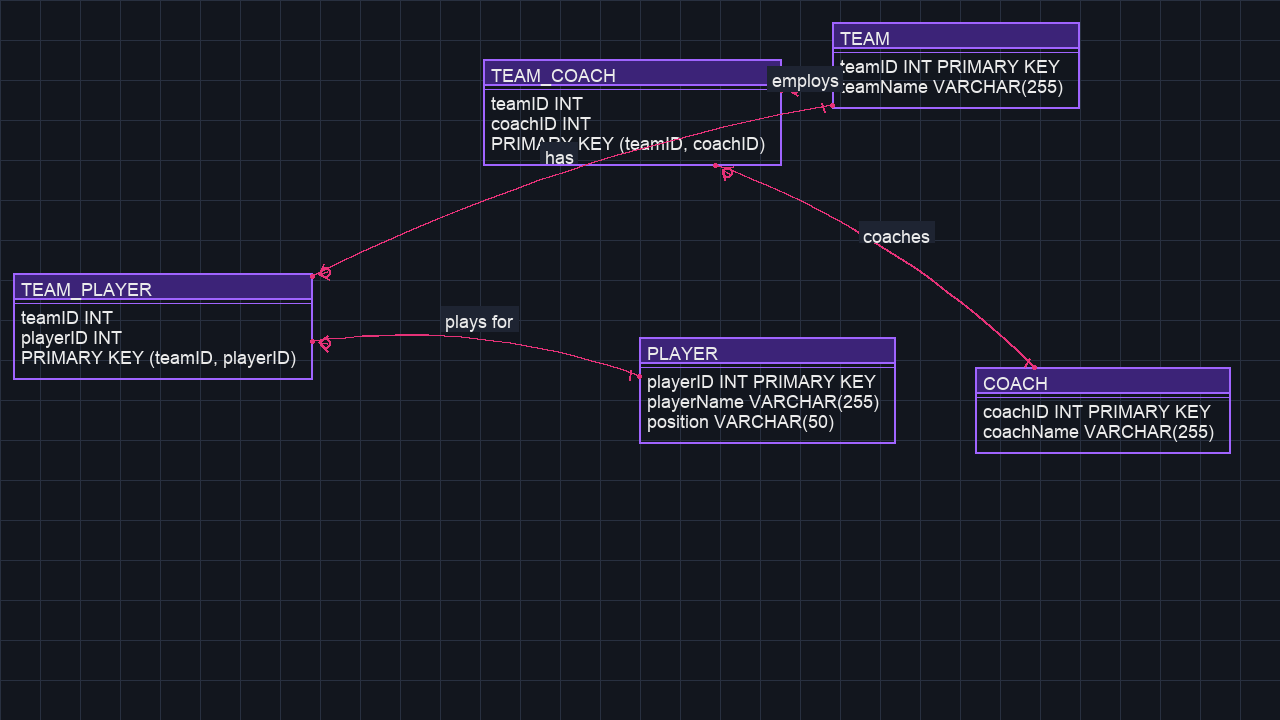 TEAM
teamID INT PRIMARY KEY
teamName VARCHAR(255)
employs
TEAM_COACH
teamID INT
coachID INT
PRIMARY KEY (teamID, coachID)
has
coaches
TEAM_PLAYER
teamID INT
playerID INT
PRIMARY KEY (teamID, playerID)
plays for
PLAYER
playerID INT PRIMARY KEY
playerName VARCHAR(255)
position VARCHAR(50)
COACH
coachID INT PRIMARY KEY
coachName VARCHAR(255)